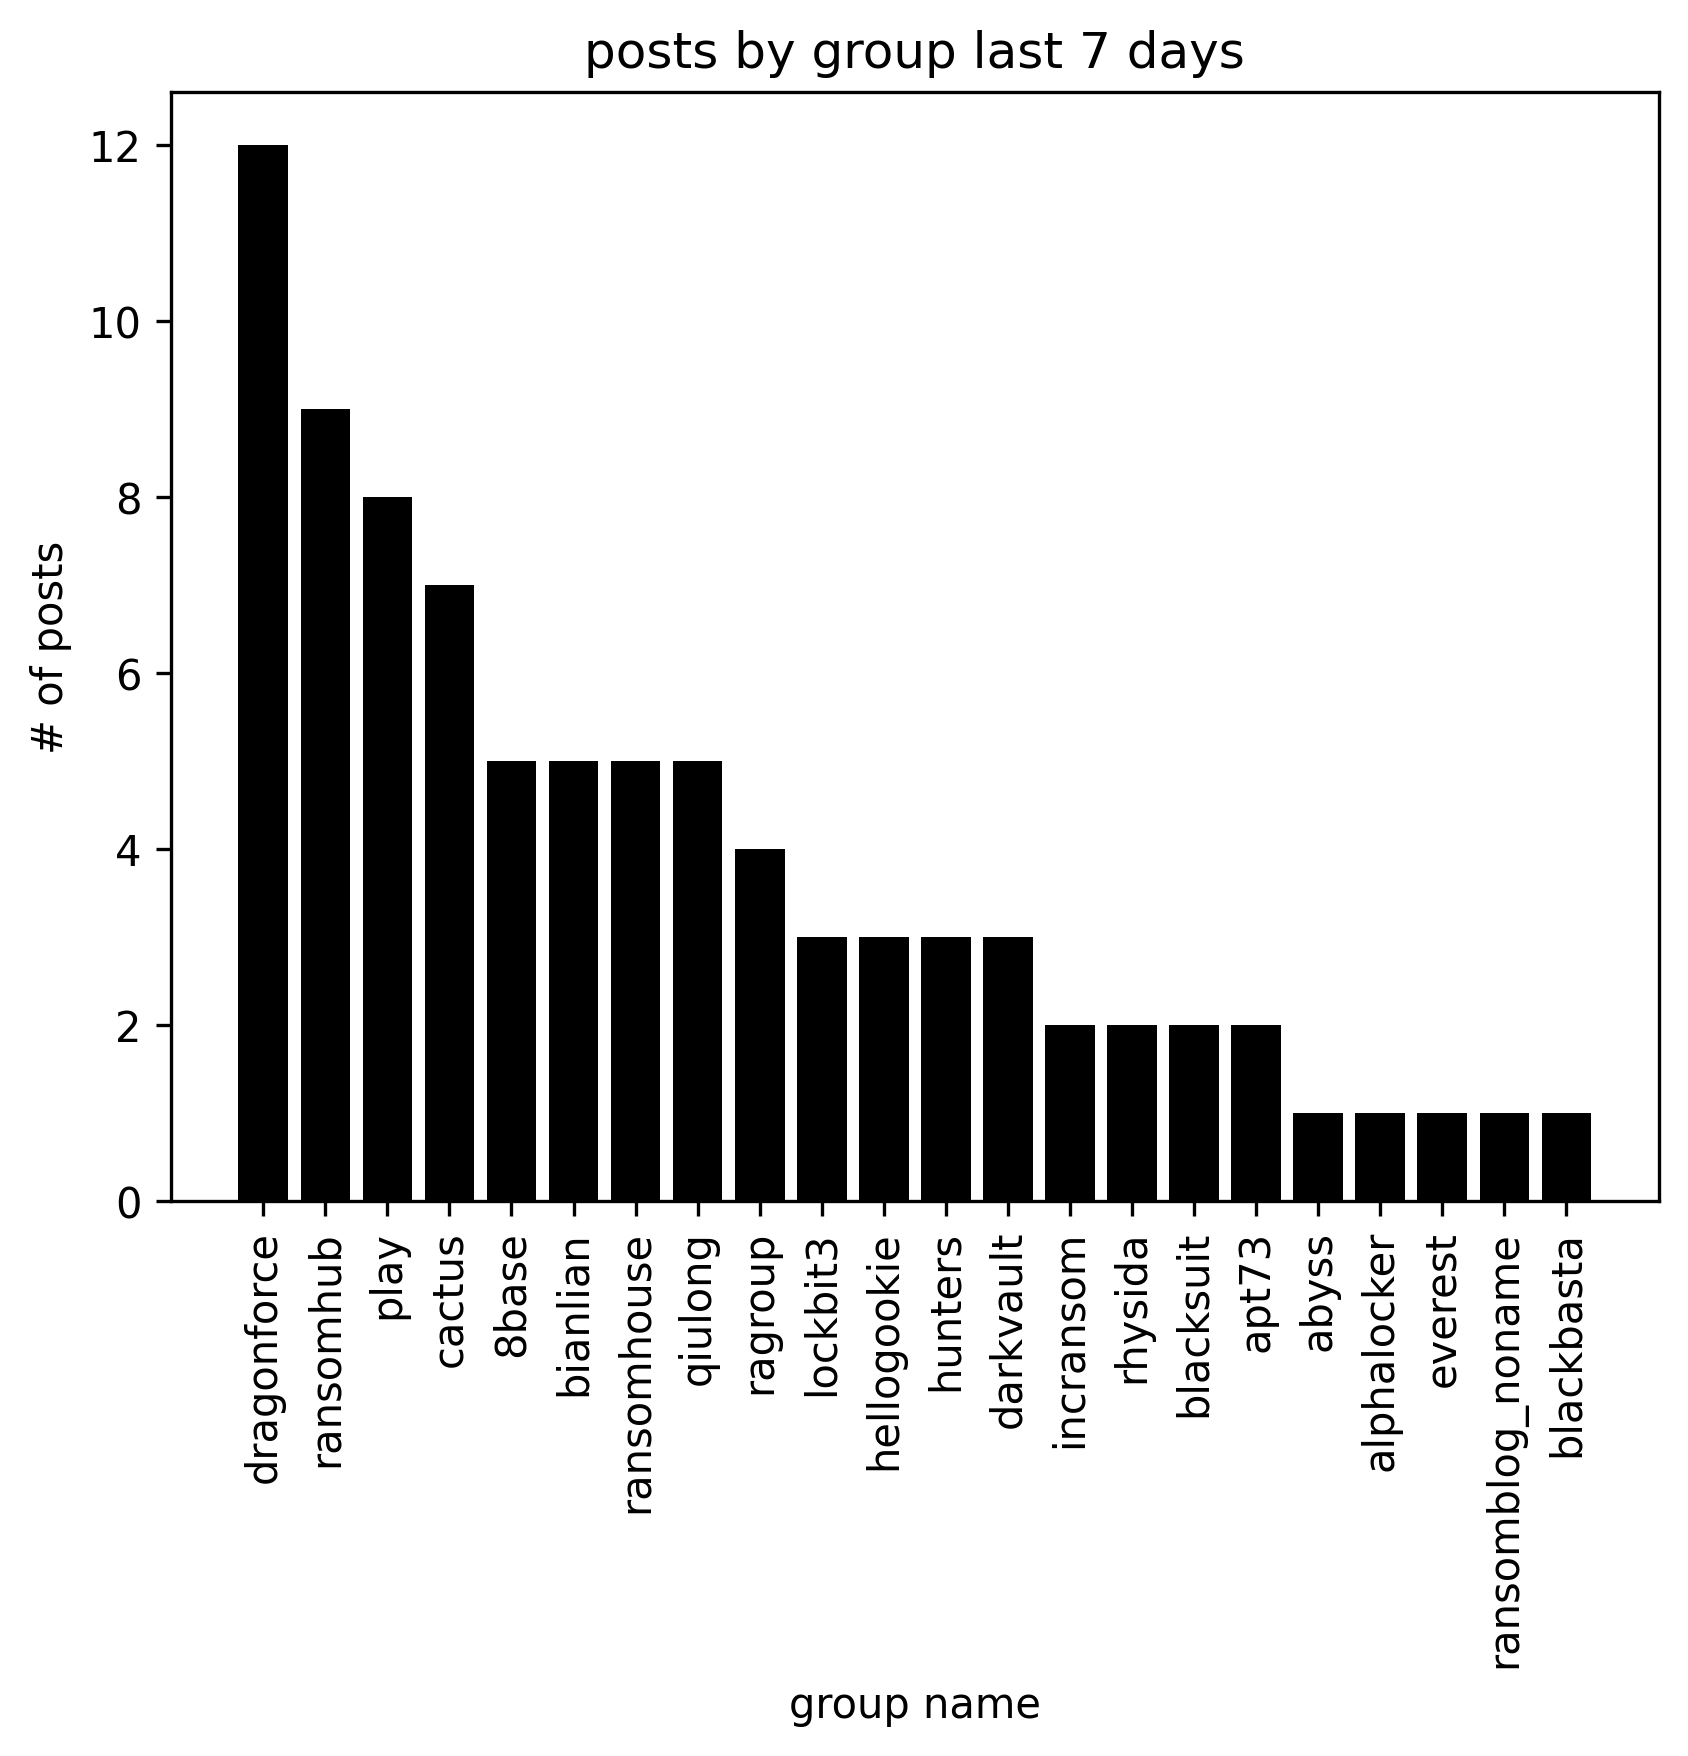 posts by group last 7 days
# of posts
12
10
8
6
4
2
0
dragonforce
ransomhub
play
cactus
8base
bianlian
ransomhouse
qiulong
ragroup
lockbit3
hellogookie
hunters
darkvault
incransom
rhysida
blacksuit
apt73
abyss
alphalocker
everest
ransomblog_noname
blackbasta
group name